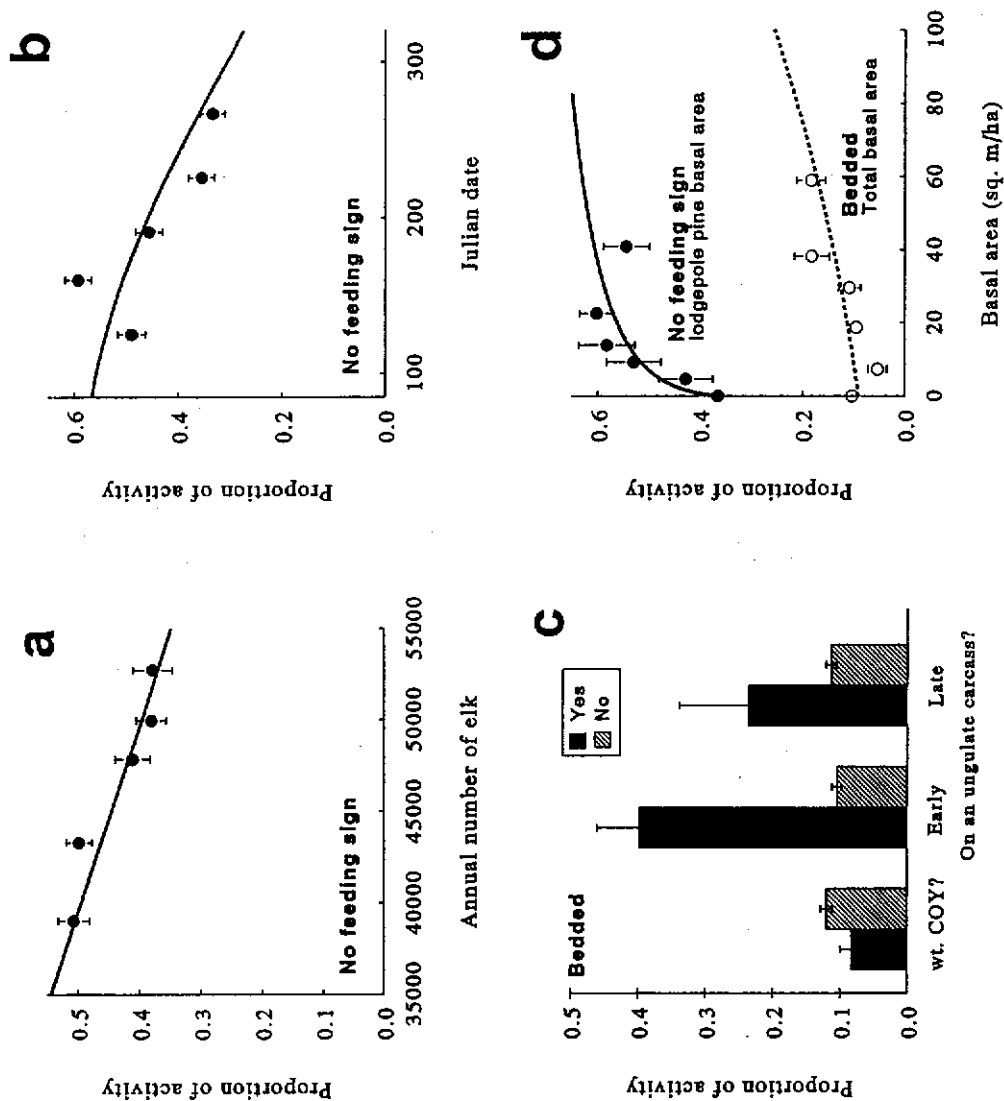 a
Proportion of activity
0.5
0.4
0.3
0.2
0.1
0.0
No feeding sign
35000 40000 45000 50000 55000
Annual number of elk
b
Proportion of activity
0.6
0.4
0.2
0.0
No feeding sign
100 200 300
Julian date
c
Proportion of activity
0.5
0.4
0.3
0.2
0.1
0.0
Bedded
Yes
No
wt. COY? Early Late
On an ungulate carcass?
d
Proportion of activity
0.6
0.4
0.2
0.0
No feeding sign
lodgepole pine basal area
Bedded
Total basal area
0 20 40 60 80 100
Basal area (sq. m/ha)